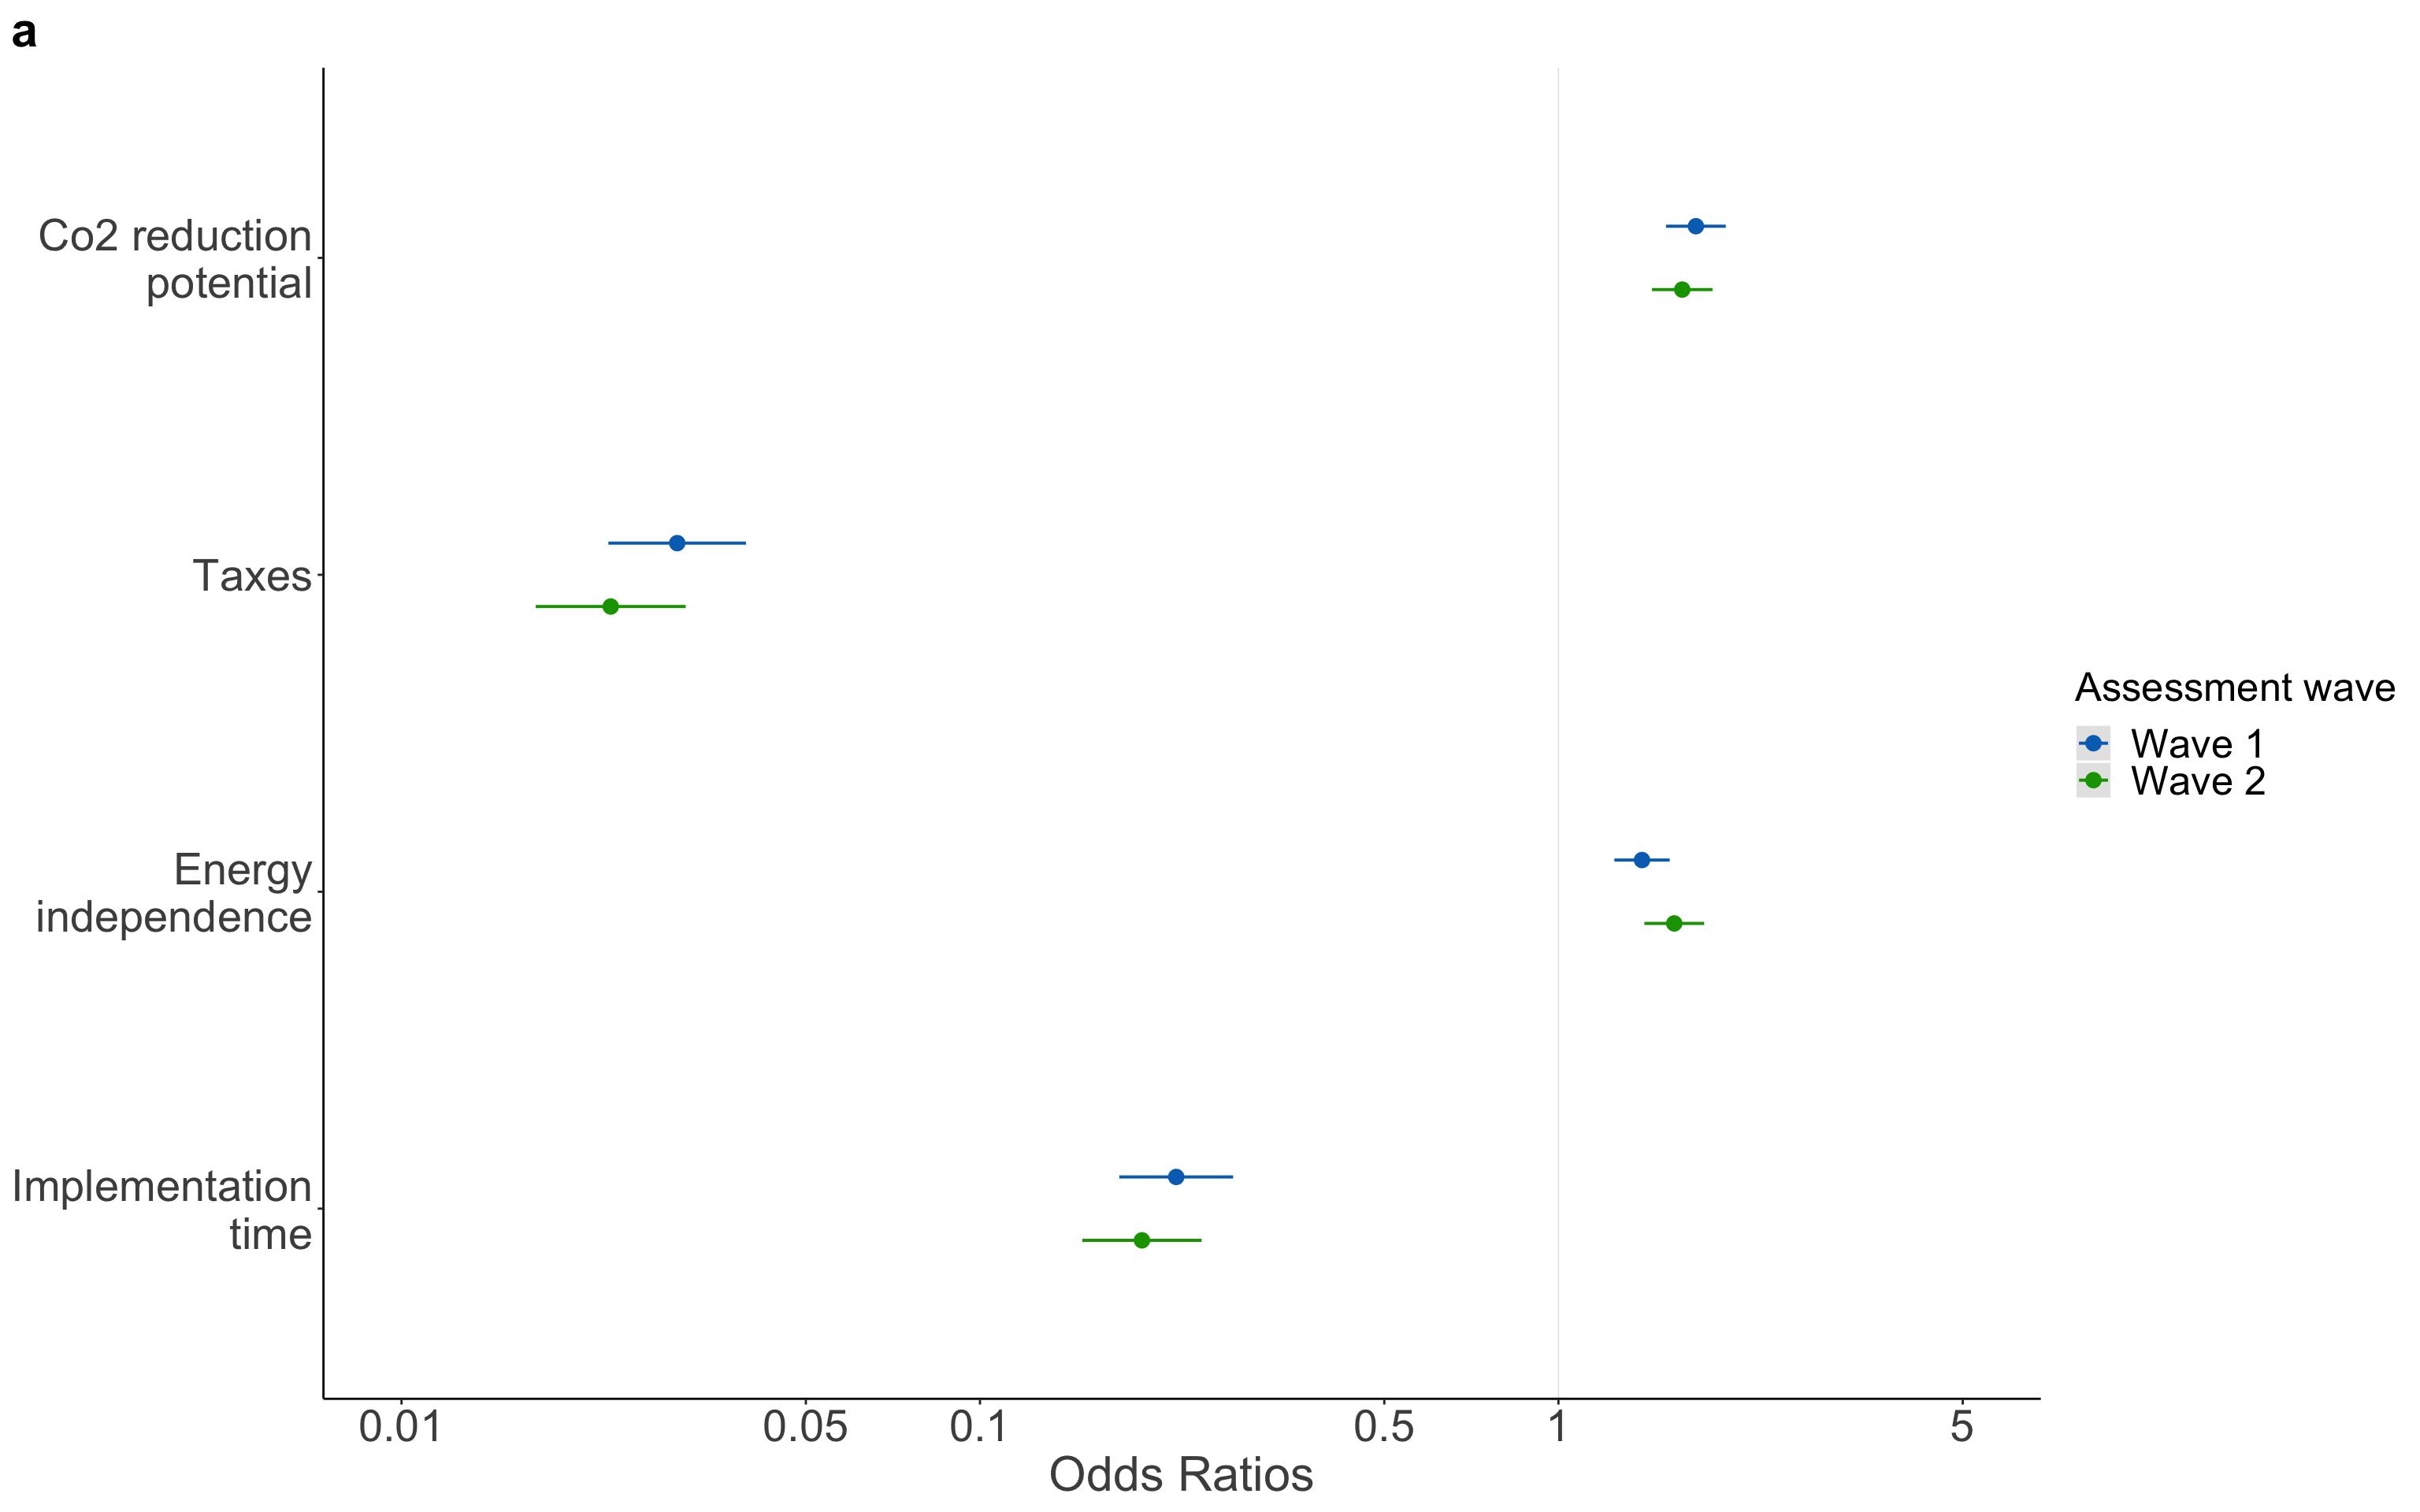 a
Co2 reduction
potential
Taxes
Energy
independence
Implementation
time
0.01
0.05
0.1
0.5
1
5
Odds Ratios
Assessment wave
Wave 1
Wave 2